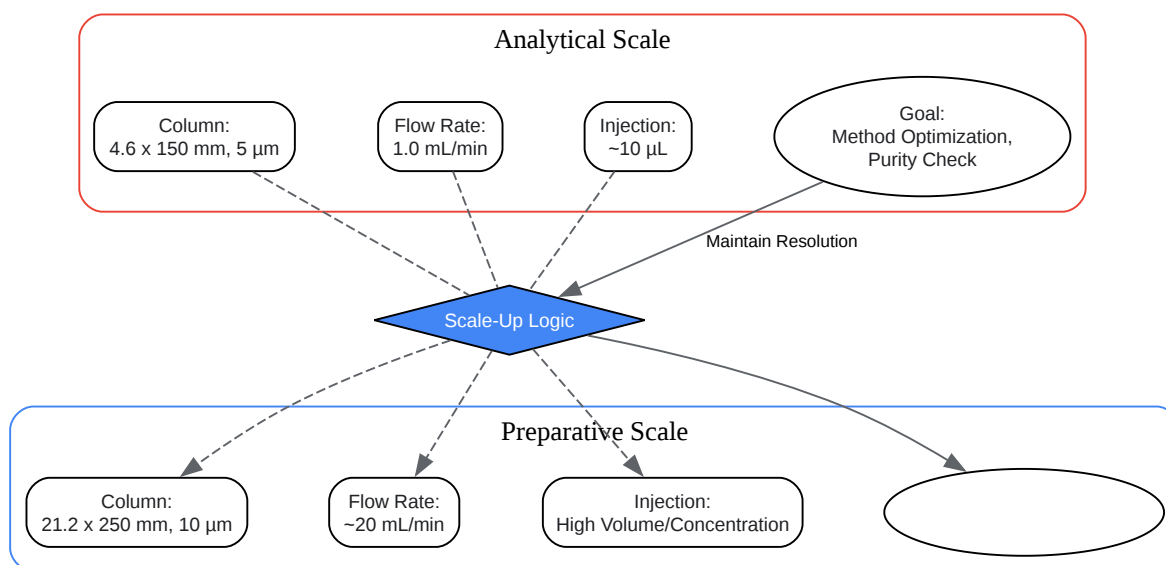 Analytical Scale
Column:
4.6 x 150 mm, 5 µm
Flow Rate:
1.0 mL/min
Injection:
~10 µL
Goal:
Method Optimization,
Purity Check
Maintain Resolution
Scale-Up Logic
Preparative Scale
Column:
21.2 x 250 mm, 10 µm
Flow Rate:
~20 mL/min
Injection:
High Volume/Concentration